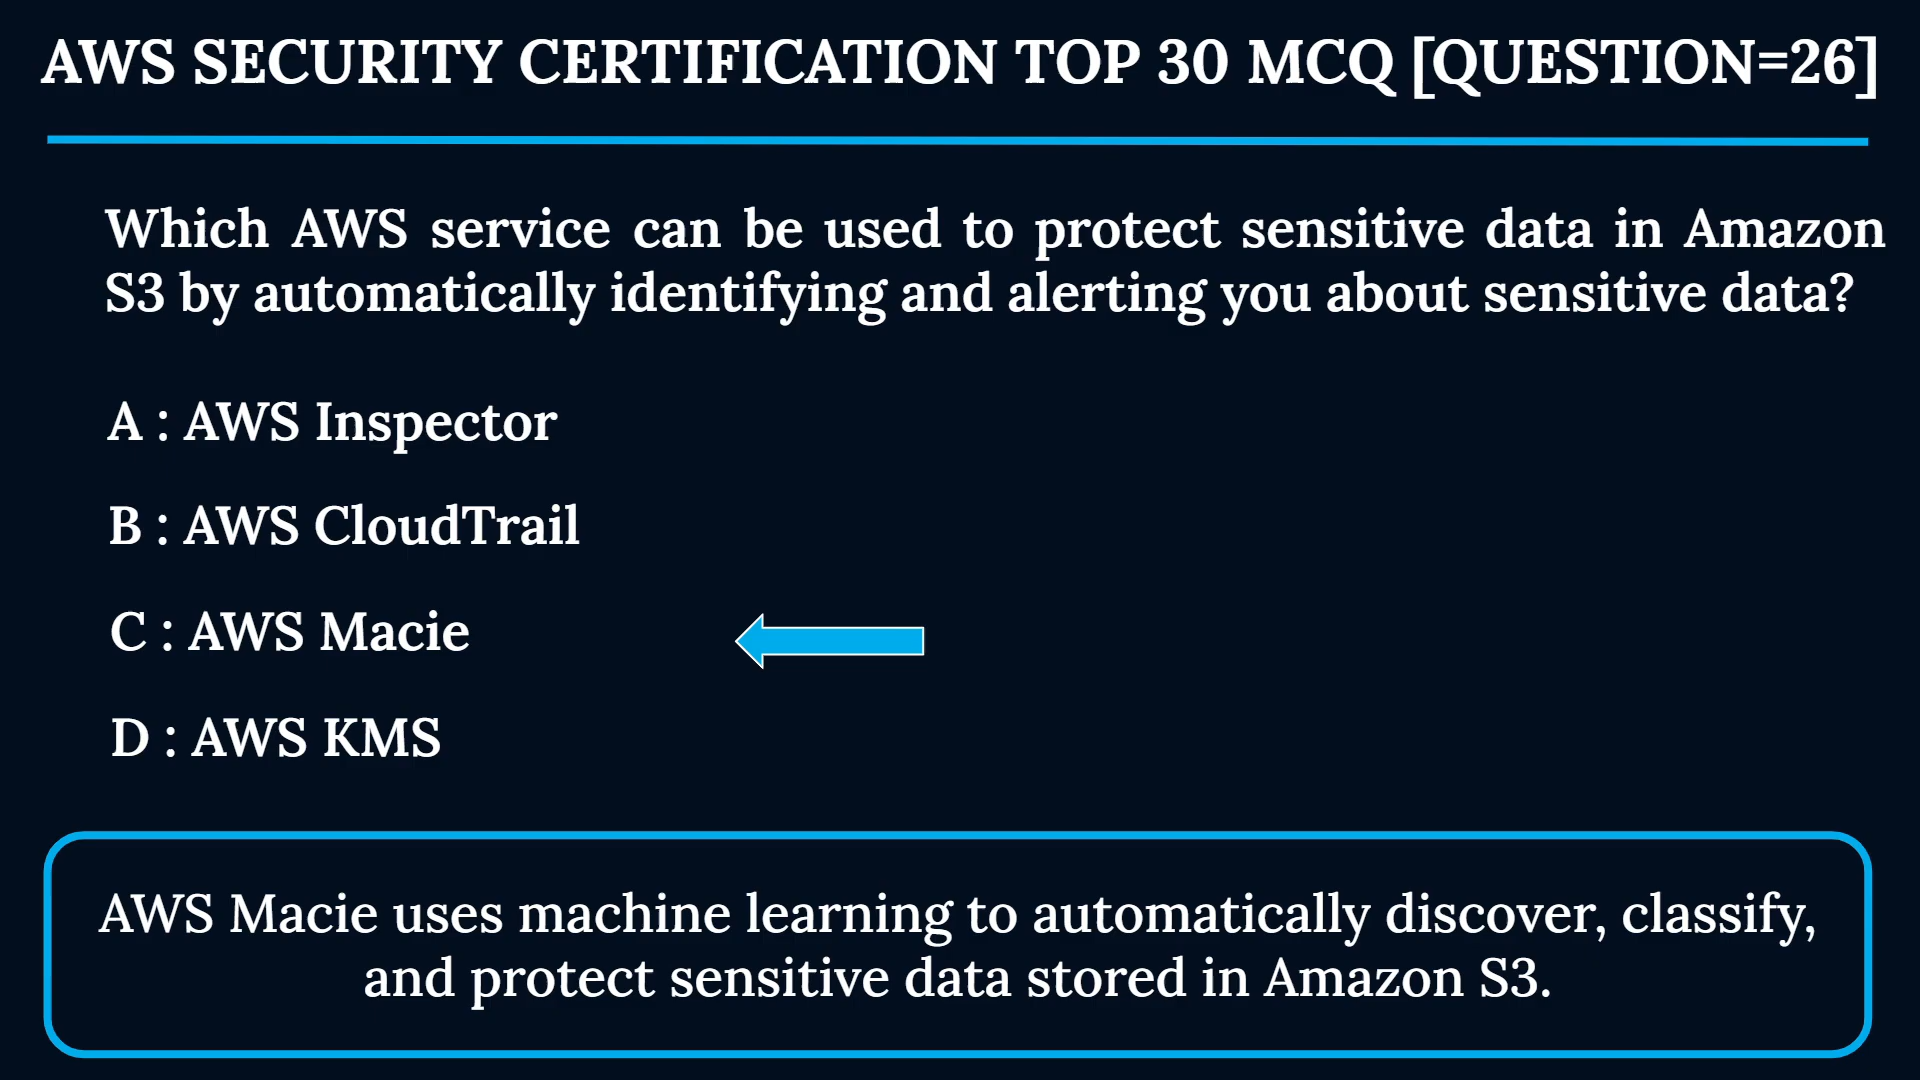 AWS SECURITY CERTIFICATION TOP 30 MCQ [QUESTION=26]
Which AWS service can be used to protect sensitive data in Amazon
S3 by automatically identifying and alerting you about sensitive data?
A : AWS Inspector
B : AWS CloudTrail
C : AWS Macie
D : AWS KMS
AWS Macie uses machine learning to automatically discover, classify,
and protect sensitive data stored in Amazon S3.